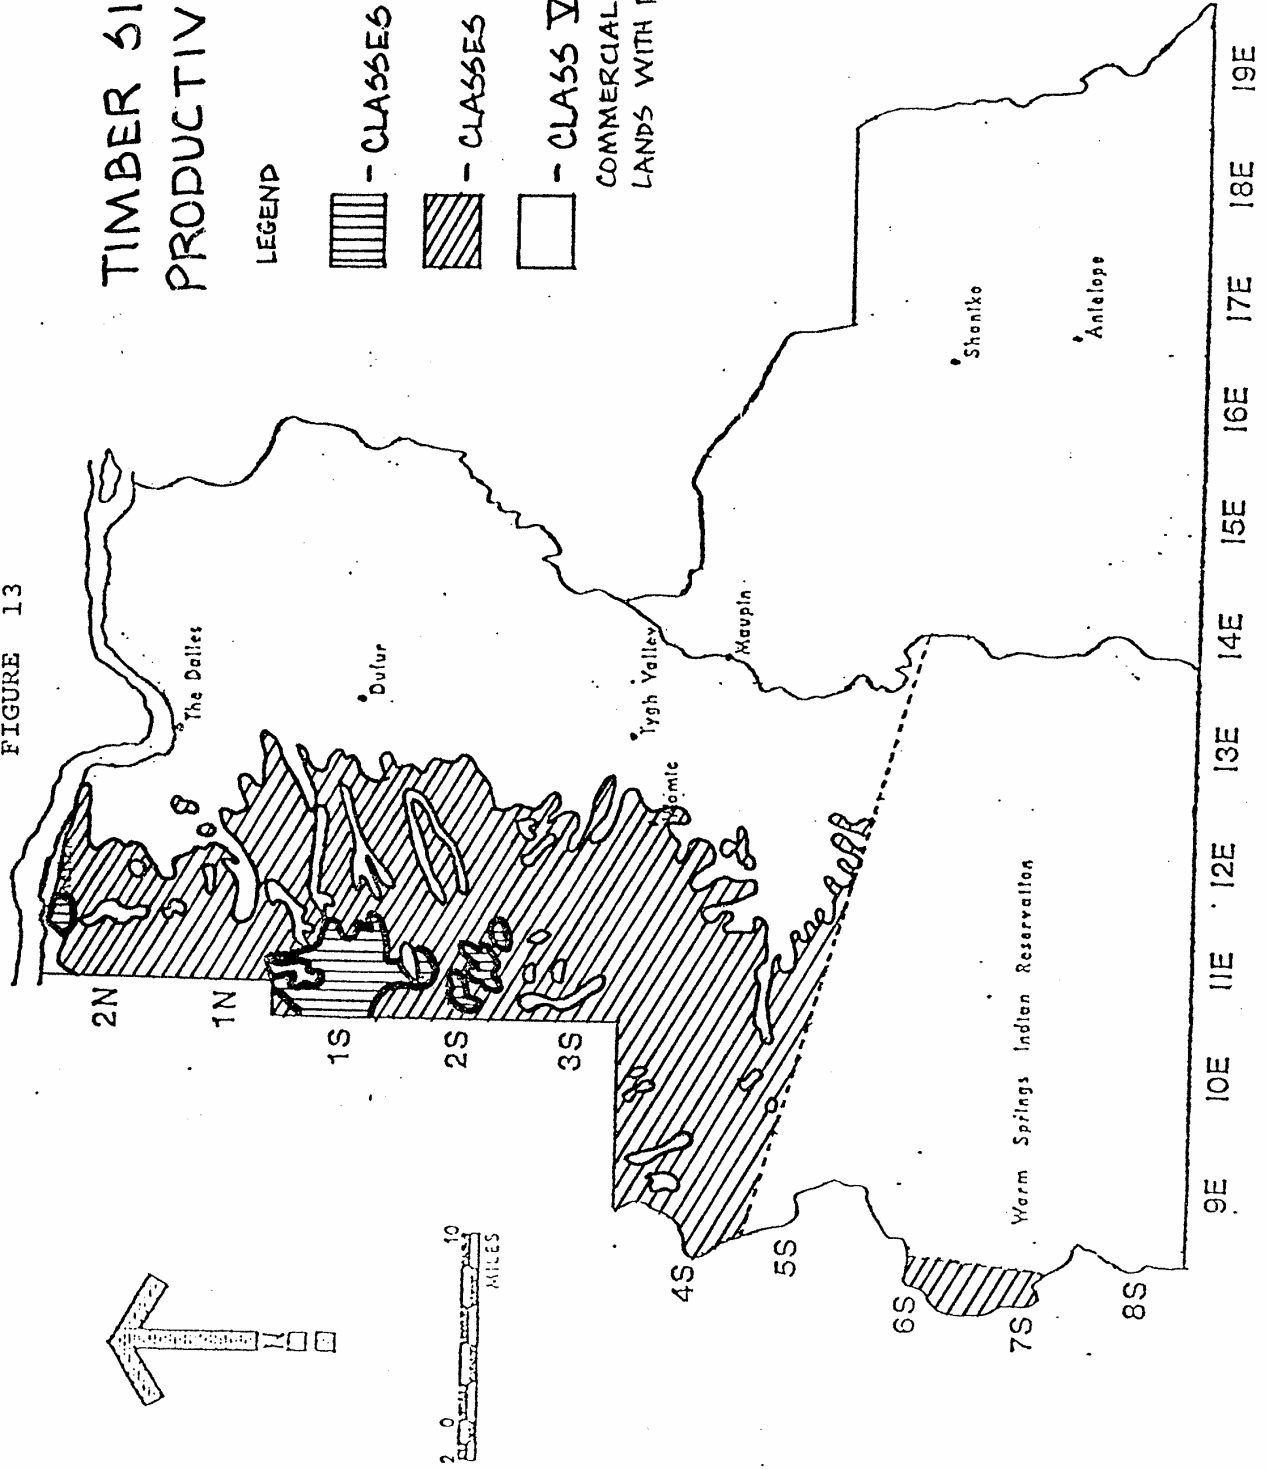 FIGURE 13
TIMBER SI
PRODUCTIV
LEGEND
- CLASSES
- CLASSES
- CLASS V
COMMERCIAL
LANDS WITH
The Dalles
Dufur
Tygh Valley
Maupin
Shaniko
Antelope
Warm Springs Indian Reservation
2N
1N
1S
2S
3S
4S
5S
6S
7S
8S
9E
10E
11E
12E
13E
14E
15E
16E
17E
18E
19E
2 0 10
MILES